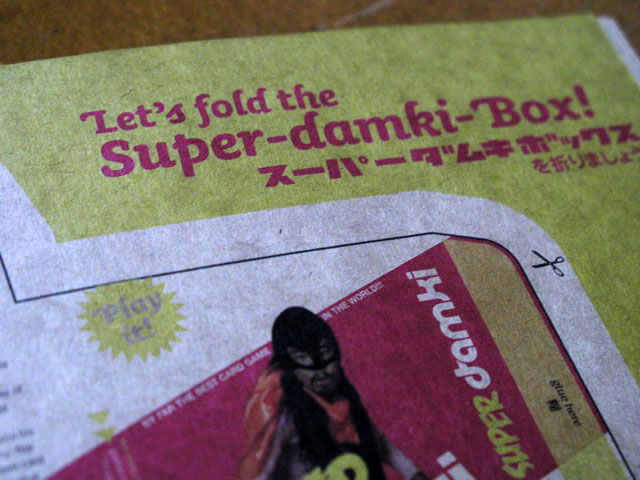 Let's fold the
Super-damki-Box!
スーパーダムキボックス
を折りましょ
Play
it!
BY FAR THE BEST CARD GAME IN THE WORLD!!!
SUPER damki
glue here